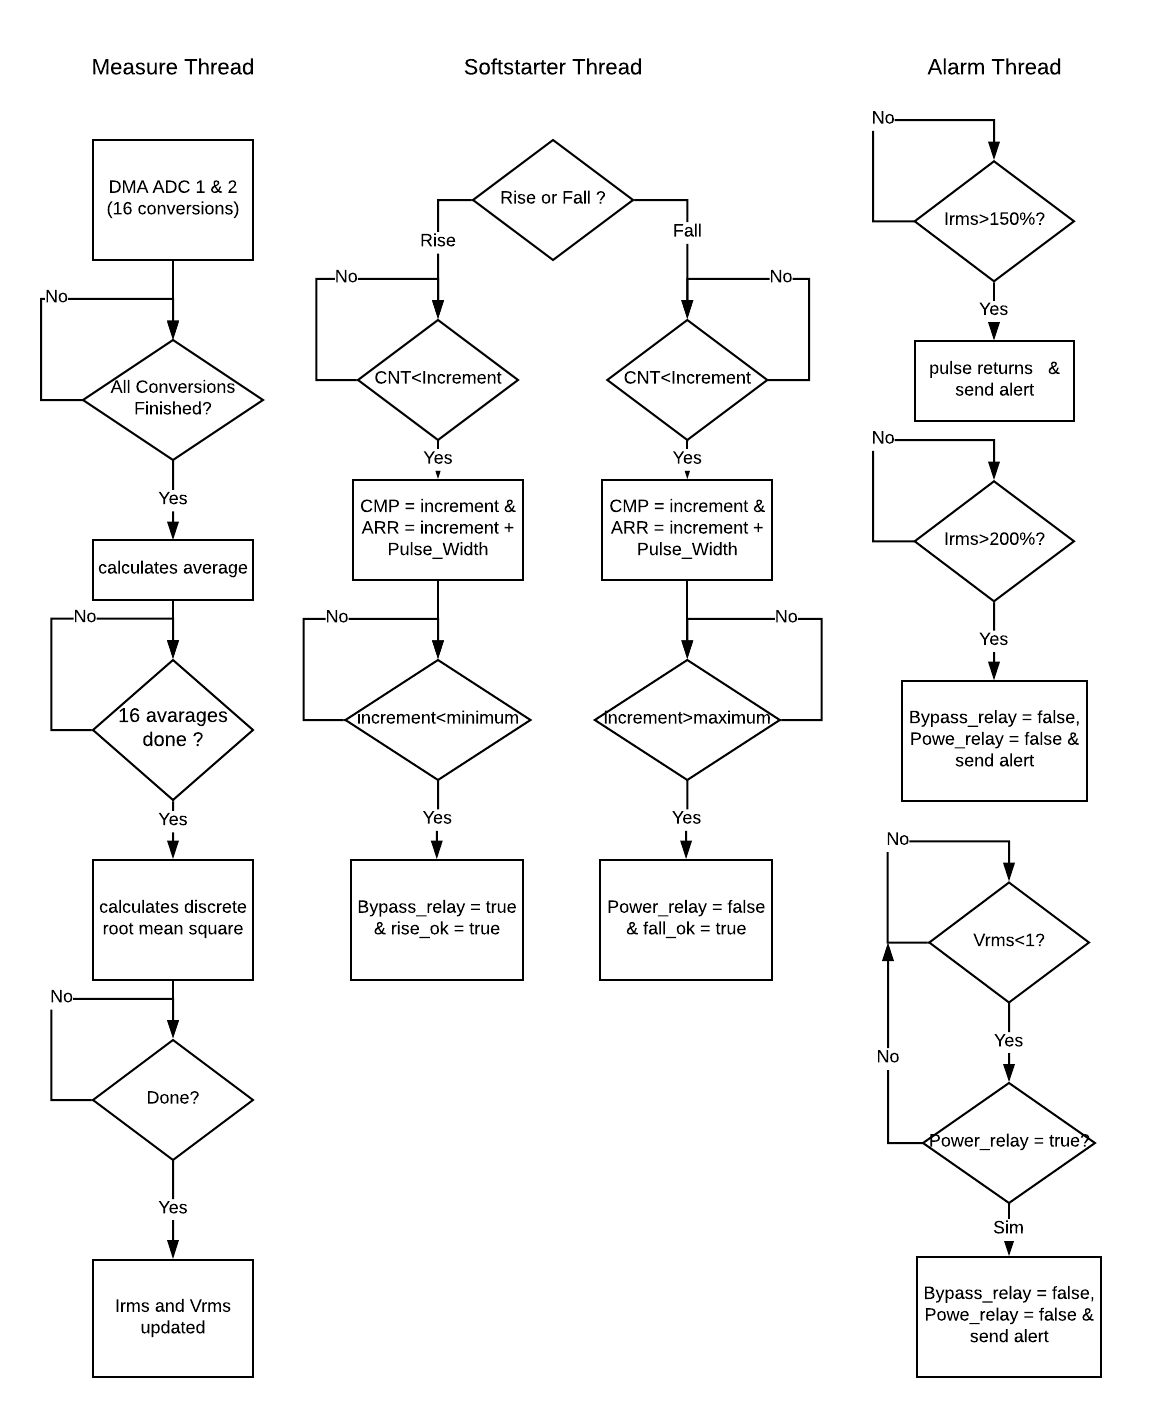 Measure Thread
DMA ADC 1 & 2
(16 conversions)
No
All Conversions
Finished?
Yes
calculates average
No
16 avarages
done ?
Yes
calculates discrete
root mean square
No
Done?
Yes
Irms and Vrms
updated
Softstarter Thread
Rise or Fall ?
Rise
No
CNT<Increment
Yes
CMP = increment &
ARR = increment +
Pulse_Width
No
increment<minimum
Yes
Bypass_relay = true
& rise_ok = true
Fall
No
CNT<Increment
Yes
CMP = increment &
ARR = increment +
Pulse_Width
No
Increment>maximum
Yes
Power_relay = false
& fall_ok = true
Alarm Thread
No
Irms>150%?
Yes
pulse returns &
send alert
No
Irms>200%?
Yes
Bypass_relay = false,
Powe_relay = false &
send alert
No
Vrms<1?
Yes
No
Power_relay = true?
Sim
Bypass_relay = false,
Powe_relay = false &
send alert